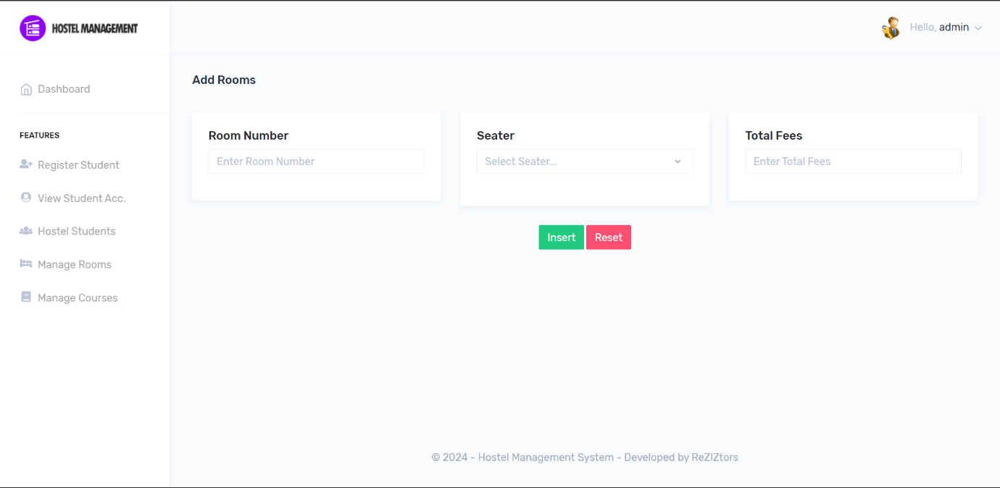 HOSTEL MANAGEMENT
Hello, admin
Dashboard
FEATURES
Register Student
View Student Acc.
Hostel Students
Manage Rooms
Manage Courses
Add Rooms
Room Number
Enter Room Number
Seater
Select Seater...
Total Fees
Enter Total Fees
Insert
Reset
© 2024 - Hostel Management System - Developed by ReZIZtors